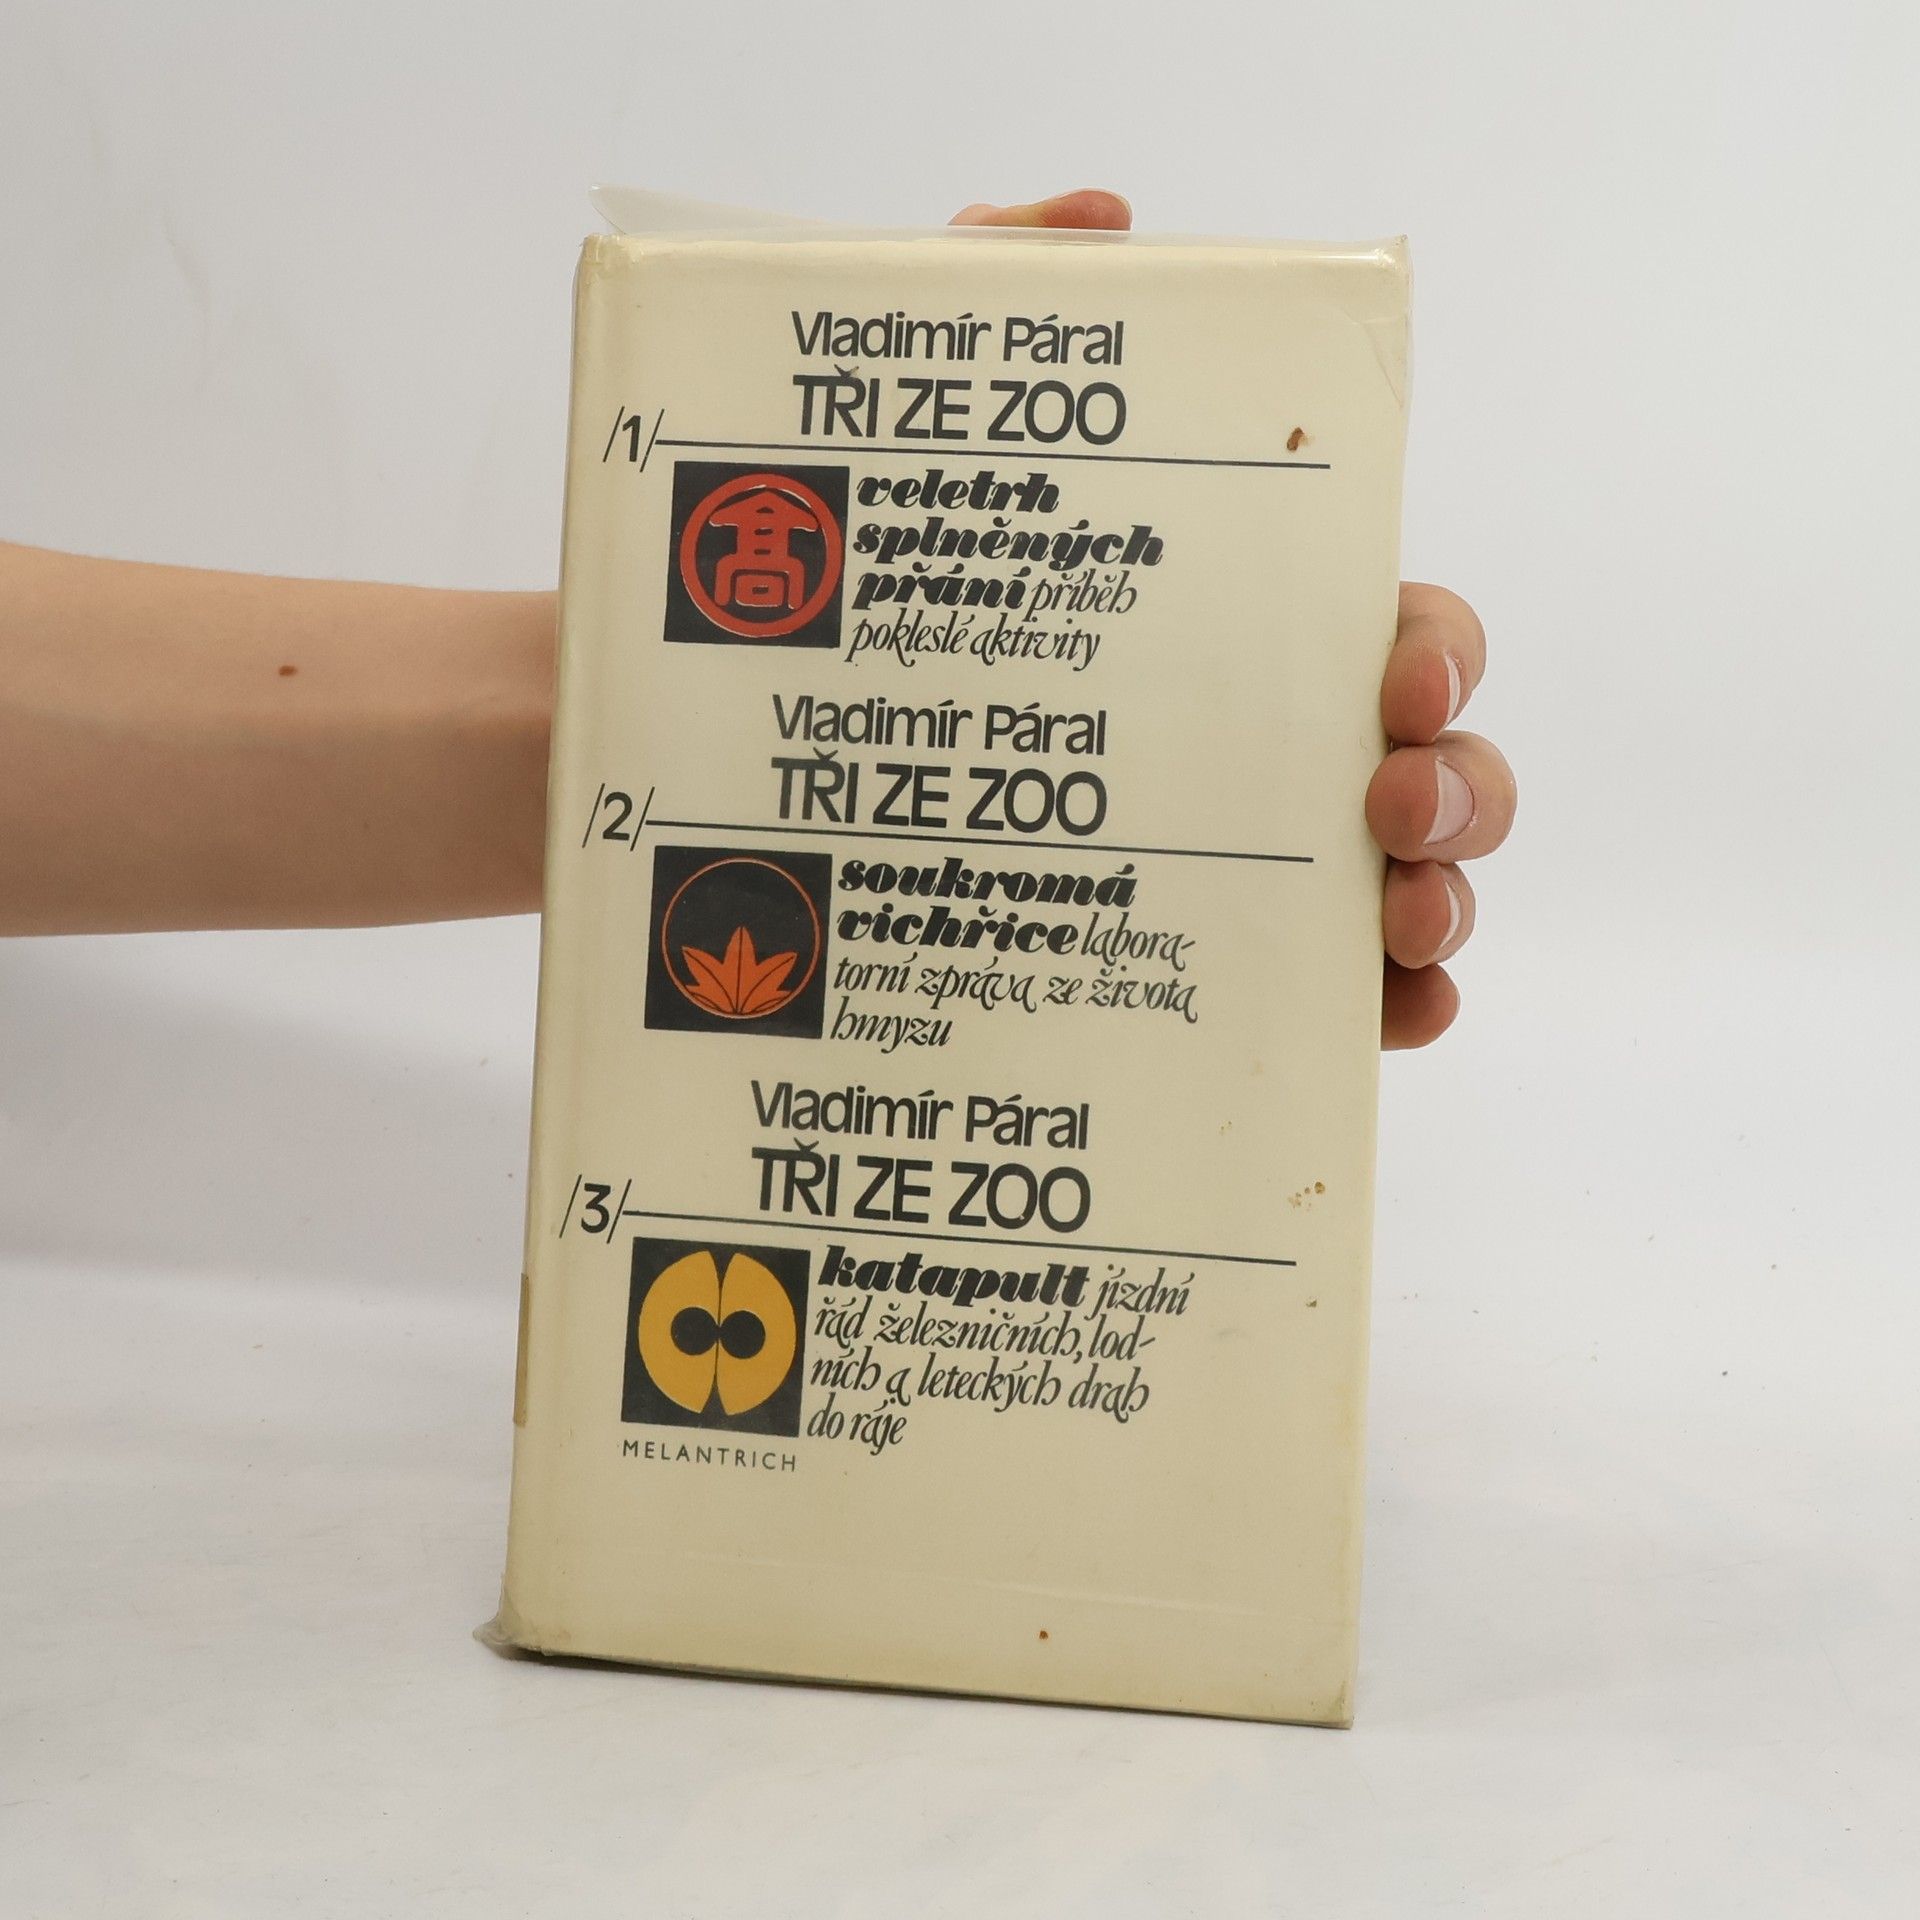 Vladimír Páral
TŘI ZE ZOO
/1/
高
veletrh
splněných
přání příběh
pokleslé aktivity
Vladimír Páral
TŘI ZE ZOO
/2/
soukromá
vichřice labora-
torní zpráva ze života
hmyzu
Vladimír Páral
TŘI ZE ZOO
/3/
katapult jízdní
řád železničních, lod-
ních a leteckých drah
do ráje
MELANTRICH